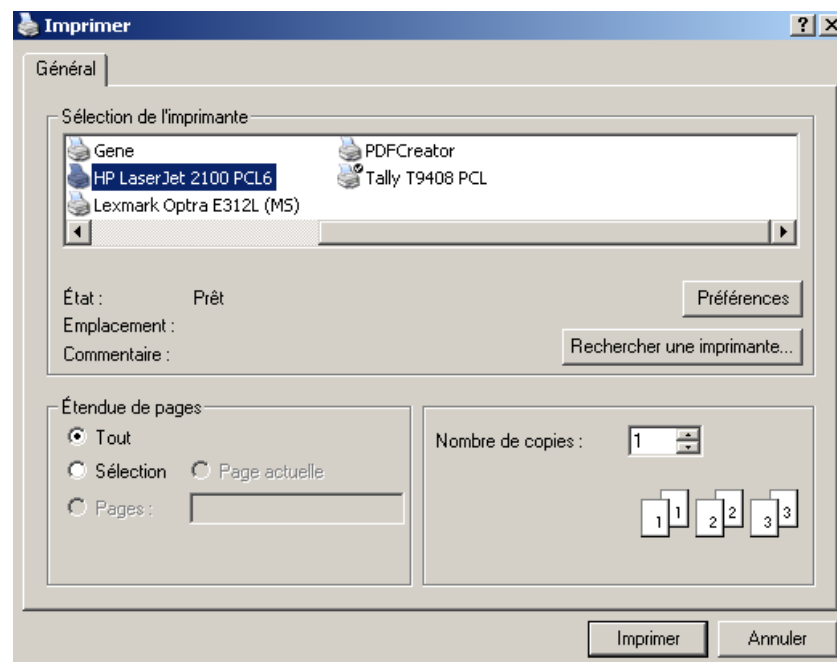 Imprimer
Général
Sélection de l'imprimante
Gene
PDFCreator
HP LaserJet 2100 PCL6
Tally T9408 PCL
Lexmark Optra E312L (MS)
État : Prêt
Préférences
Emplacement :
Commentaire :
Rechercher une imprimante...
Étendue de pages
Tout
Sélection Page actuelle
Pages :
Nombre de copies : 1
1 1 2 2 3 3
Imprimer Annuler